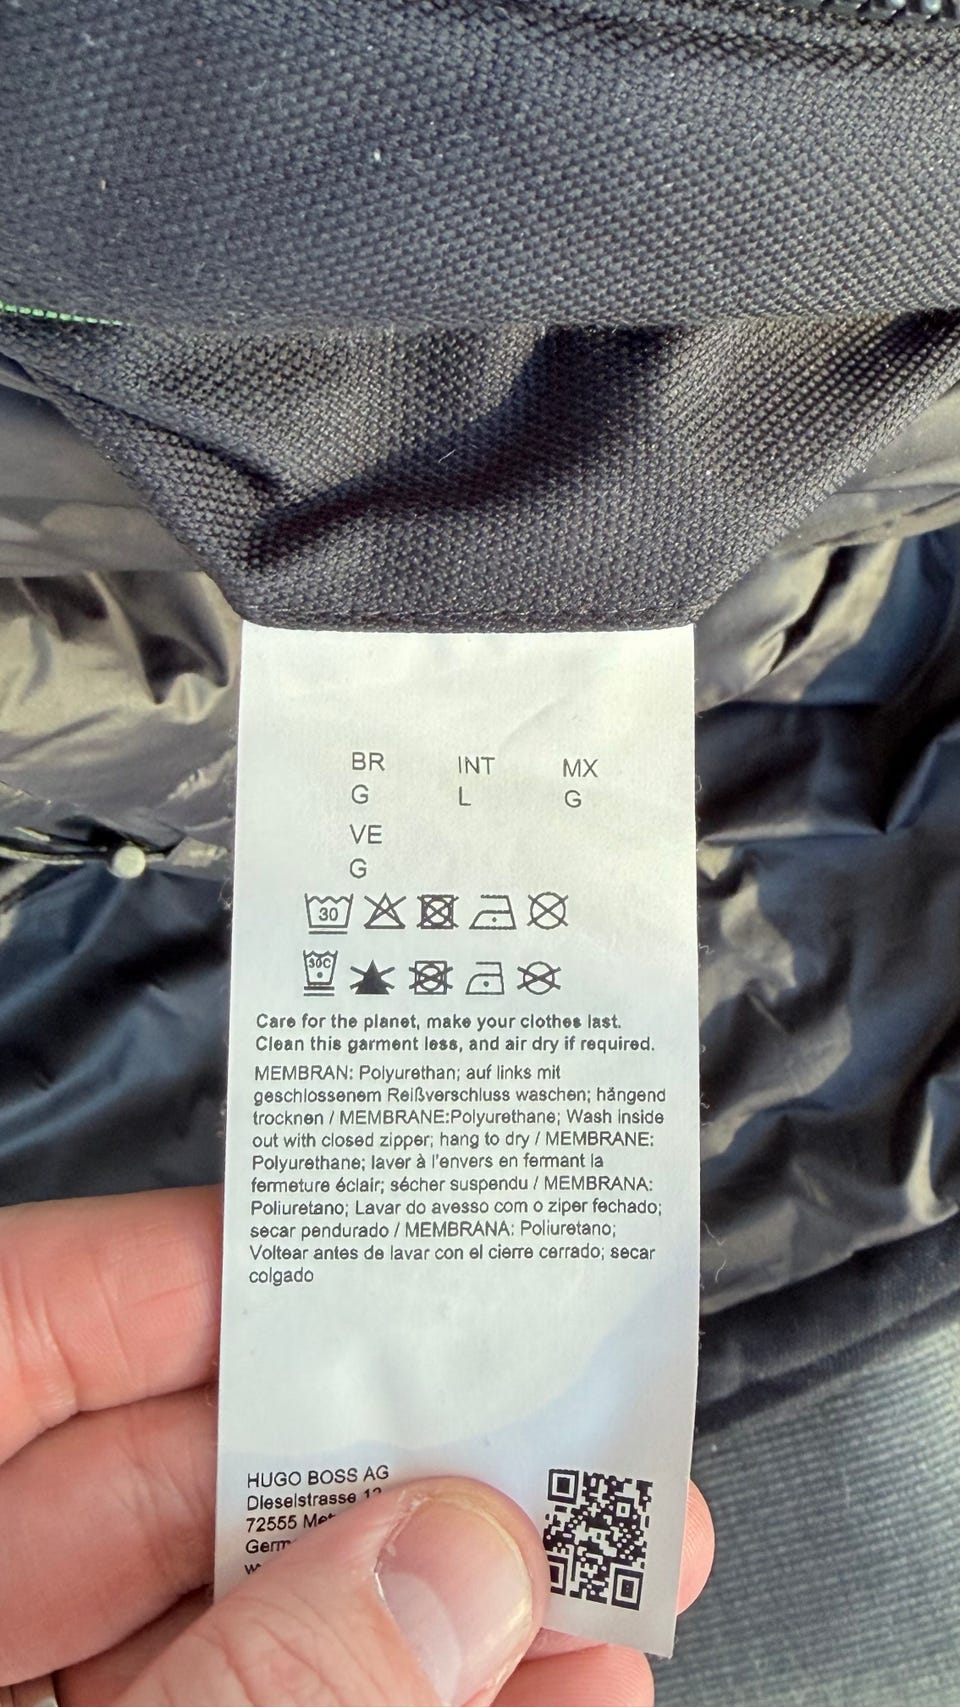 BR INT MX
G L G
VE
G
30
30C
Care for the planet, make your clothes last.
Clean this garment less, and air dry if required.
MEMBRAN: Polyurethan; auf links mit
geschlossenem Reißverschluss waschen; hängend
trocknen / MEMBRANE:Polyurethane; Wash inside
out with closed zipper; hang to dry / MEMBRANE:
Polyurethane; laver à l'envers en fermant la
fermeture éclair; sécher suspendu / MEMBRANA:
Poliuretano; Lavar do avesso com o ziper fechado;
secar pendurado / MEMBRANA: Poliuretano;
Voltear antes de lavar con el cierre cerrado; secar
colgado
HUGO BOSS AG
Dieselstrasse
72555